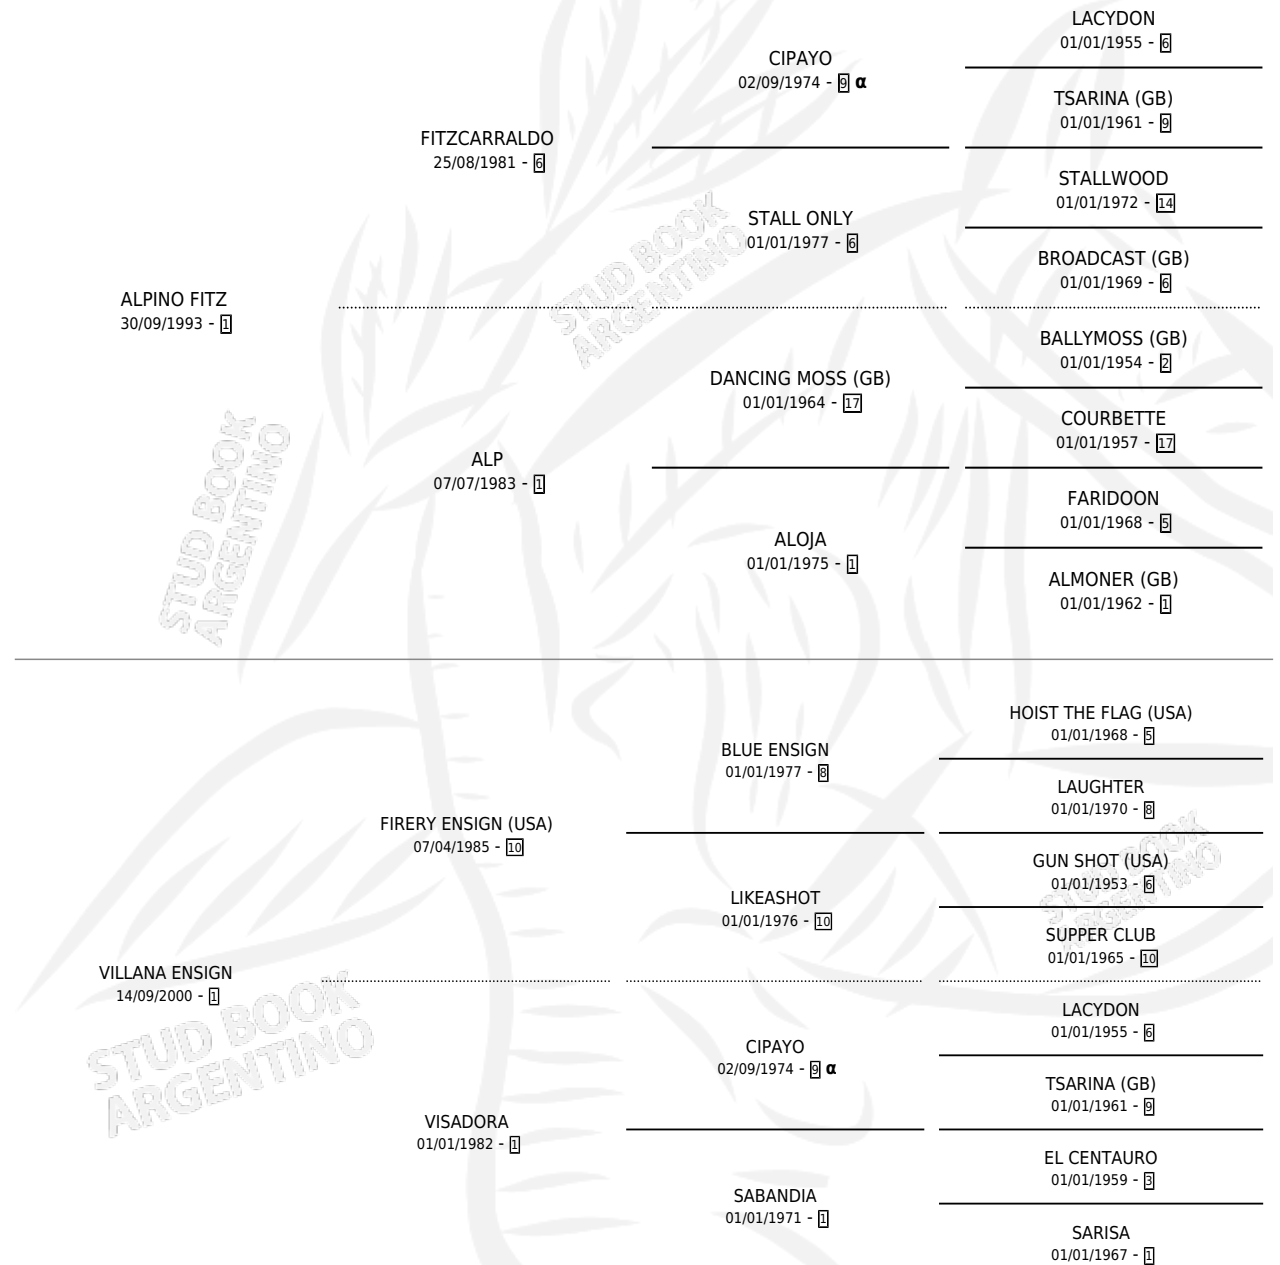 LACYDON
01/01/1955 - 6
CIPAYO
02/09/1974 - 9 α
TSARINA (GB)
01/01/1961 - 9
FITZCARRALDO
25/08/1981 - 6
STALLWOOD
01/01/1972 - 14
STALL ONLY
01/01/1977 - 6
BROADCAST (GB)
01/01/1969 - 6
ALPINO FITZ
30/09/1993 - 1
BALLYMOSS (GB)
01/01/1954 - 2
DANCING MOSS (GB)
01/01/1964 - 17
COURBETTE
01/01/1957 - 17
ALP
07/07/1983 - 1
FARIDOON
01/01/1968 - 5
ALOJA
01/01/1975 - 1
ALMONER (GB)
01/01/1962 - 1
HOIST THE FLAG (USA)
01/01/1968 - 5
BLUE ENSIGN
01/01/1977 - 8
LAUGHTER
01/01/1970 - 8
FIRERY ENSIGN (USA)
07/04/1985 - 10
GUN SHOT (USA)
01/01/1953 - 6
LIKEASHOT
01/01/1976 - 10
SUPPER CLUB
01/01/1965 - 10
VILLANA ENSIGN
14/09/2000 - 1
LACYDON
01/01/1955 - 6
CIPAYO
02/09/1974 - 9 α
TSARINA (GB)
01/01/1961 - 9
VISADORA
01/01/1982 - 1
EL CENTAURO
01/01/1959 - 3
SABANDIA
01/01/1971 - 1
SARISA
01/01/1967 - 1
STUD BOOK
ARGENTINO
STUD BOOK
ARGENTINO
STUD BOOK
ARGENTINO
STUD BOOK
ARGENTINO